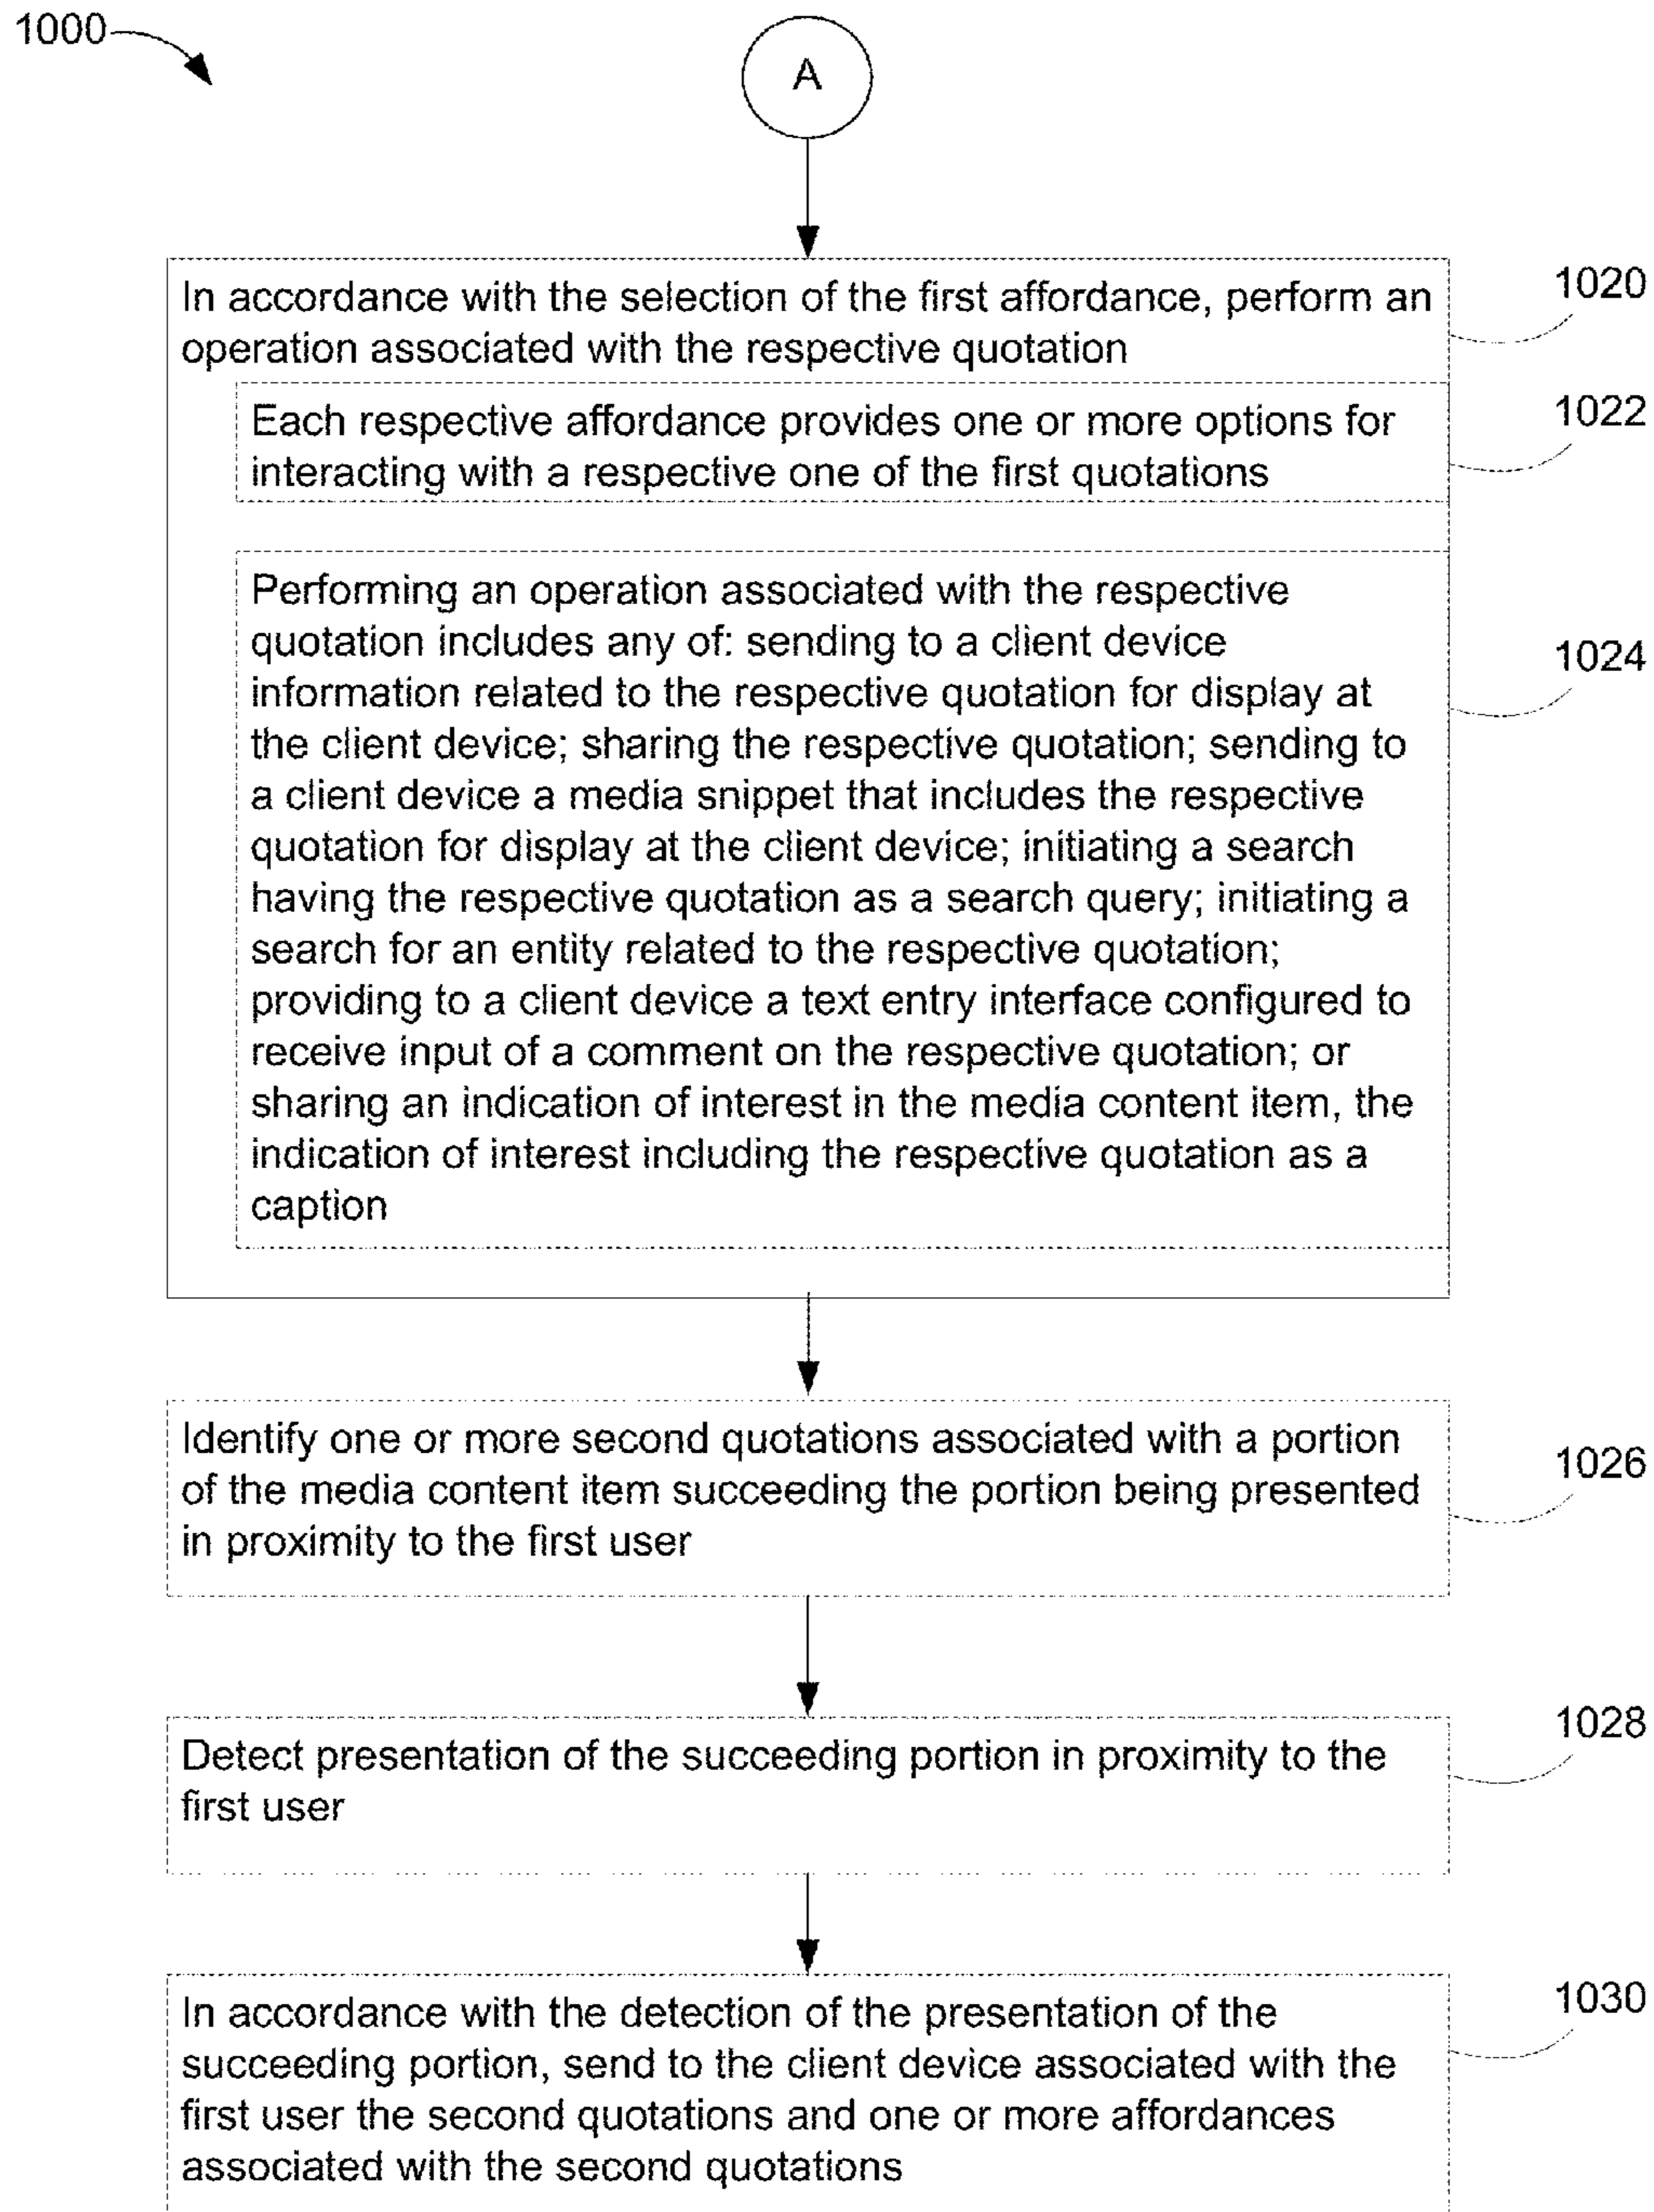 1000
A
In accordance with the selection of the first affordance, perform an
operation associated with the respective quotation
1020
Each respective affordance provides one or more options for
interacting with a respective one of the first quotations
1022
Performing an operation associated with the respective
quotation includes any of: sending to a client device
information related to the respective quotation for display at
the client device; sharing the respective quotation; sending to
a client device a media snippet that includes the respective
quotation for display at the client device; initiating a search
having the respective quotation as a search query; initiating a
search for an entity related to the respective quotation;
providing to a client device a text entry interface configured to
receive input of a comment on the respective quotation; or
sharing an indication of interest in the media content item, the
indication of interest including the respective quotation as a
caption
1024
Identify one or more second quotations associated with a portion
of the media content item succeeding the portion being presented
in proximity to the first user
1026
Detect presentation of the succeeding portion in proximity to the
first user
1028
In accordance with the detection of the presentation of the
succeeding portion, send to the client device associated with the
first user the second quotations and one or more affordances
associated with the second quotations
1030